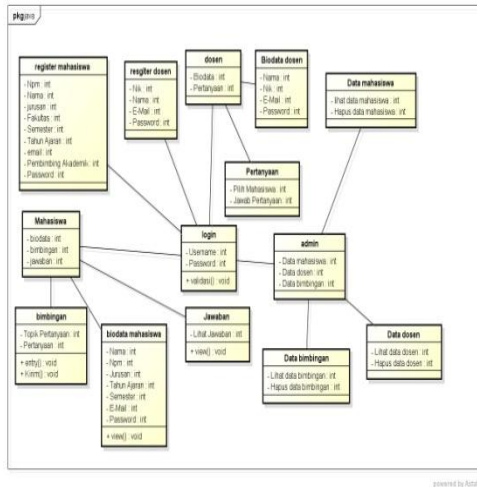 pkg java
register mahasiswa
- Npm : int
- Nama : int
- jurusan : int
- Fakultas : int
- Semester : int
- Tahun Ajaran : int
- email : int
- Pembimbing Akademik : int
- Password : int
resgiter dosen
- Nik : int
- Nama : int
- E-Mail : int
- Password : int
dosen
- Biodata : int
- Pertanyaan : int
Biodata dosen
- Nama : int
- Nik : int
- E-Mail : int
- Password : int
Data mahasiswa
- lihat data mahasiswa : int
- Hapus data mahasiswa : int
Pertanyaan
- Pilih Mahasiswa : int
- Jawab Pertanyaan : int
Mahasiswa
- biodata : int
- bimbingan : int
- jawaban : int
login
- Username : int
- Password : int
+ validasi() : void
admin
- Data mahasiswa : int
- Data dosen : int
- Data bimbingan : int
bimbingan
- Topik Pertanyaan : int
- Pertanyaan : int
+ entry() : void
+ Kirim() : void
biodata mahasiswa
- Nama : int
- Npm : int
- Jurusan : int
- Tahun Ajaran : int
- Semester : int
- E-Mail : int
- Password : int
+ view() : void
Jawaban
- Lihat Jawaban : int
+ view() : void
Data bimbingan
- Lihat data bimbingan : int
- Hapus data bimbingan : int
Data dosen
- Lihat data dosen : int
- Hapus data dosen : int
powered by Astah